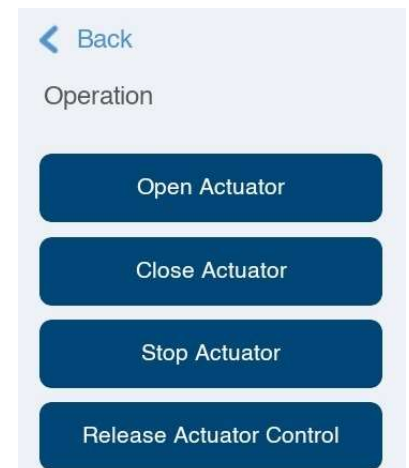 Back
Operation
Open Actuator
Close Actuator
Stop Actuator
Release Actuator Control